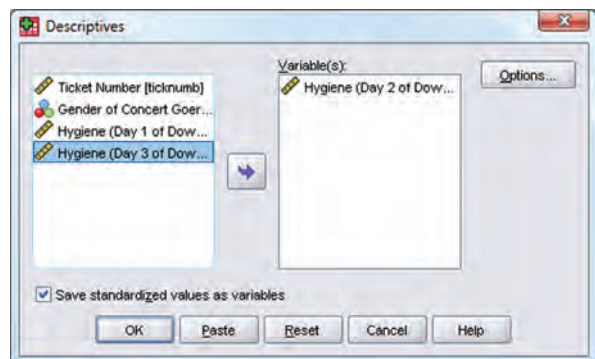 Descriptives
Variable(s):
Ticket Number [ticknumb]
Gender of Concert Goer...
Hygiene (Day 1 of Dow...
Hygiene (Day 3 of Dow...
Hygiene (Day 2 of Dow...
Options...
Save standardized values as variables
OK
Paste
Reset
Cancel
Help